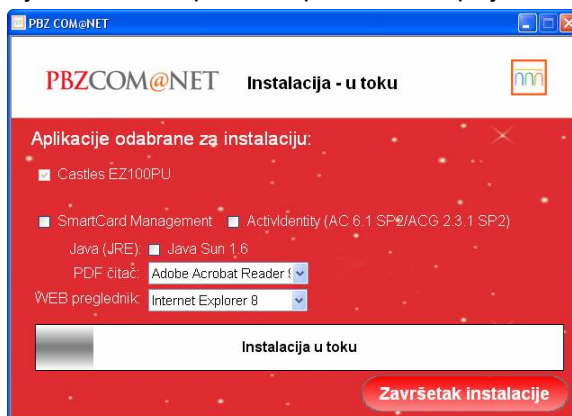 PBZ COM@NET
PBZCOM@NET Instalacija - u toku
Aplikacije odabrane za instalaciju:
Castles EZ100PU
SmartCard Management ActivIdentity (AC 6.1 SP2/ACG 2.3.1 SP2)
Java (JRE): Java Sun 1.6
PDF čitač: Adobe Acrobat Reader
WEB preglednik: Internet Explorer 8
Instalacija u toku
Završetak instalacije